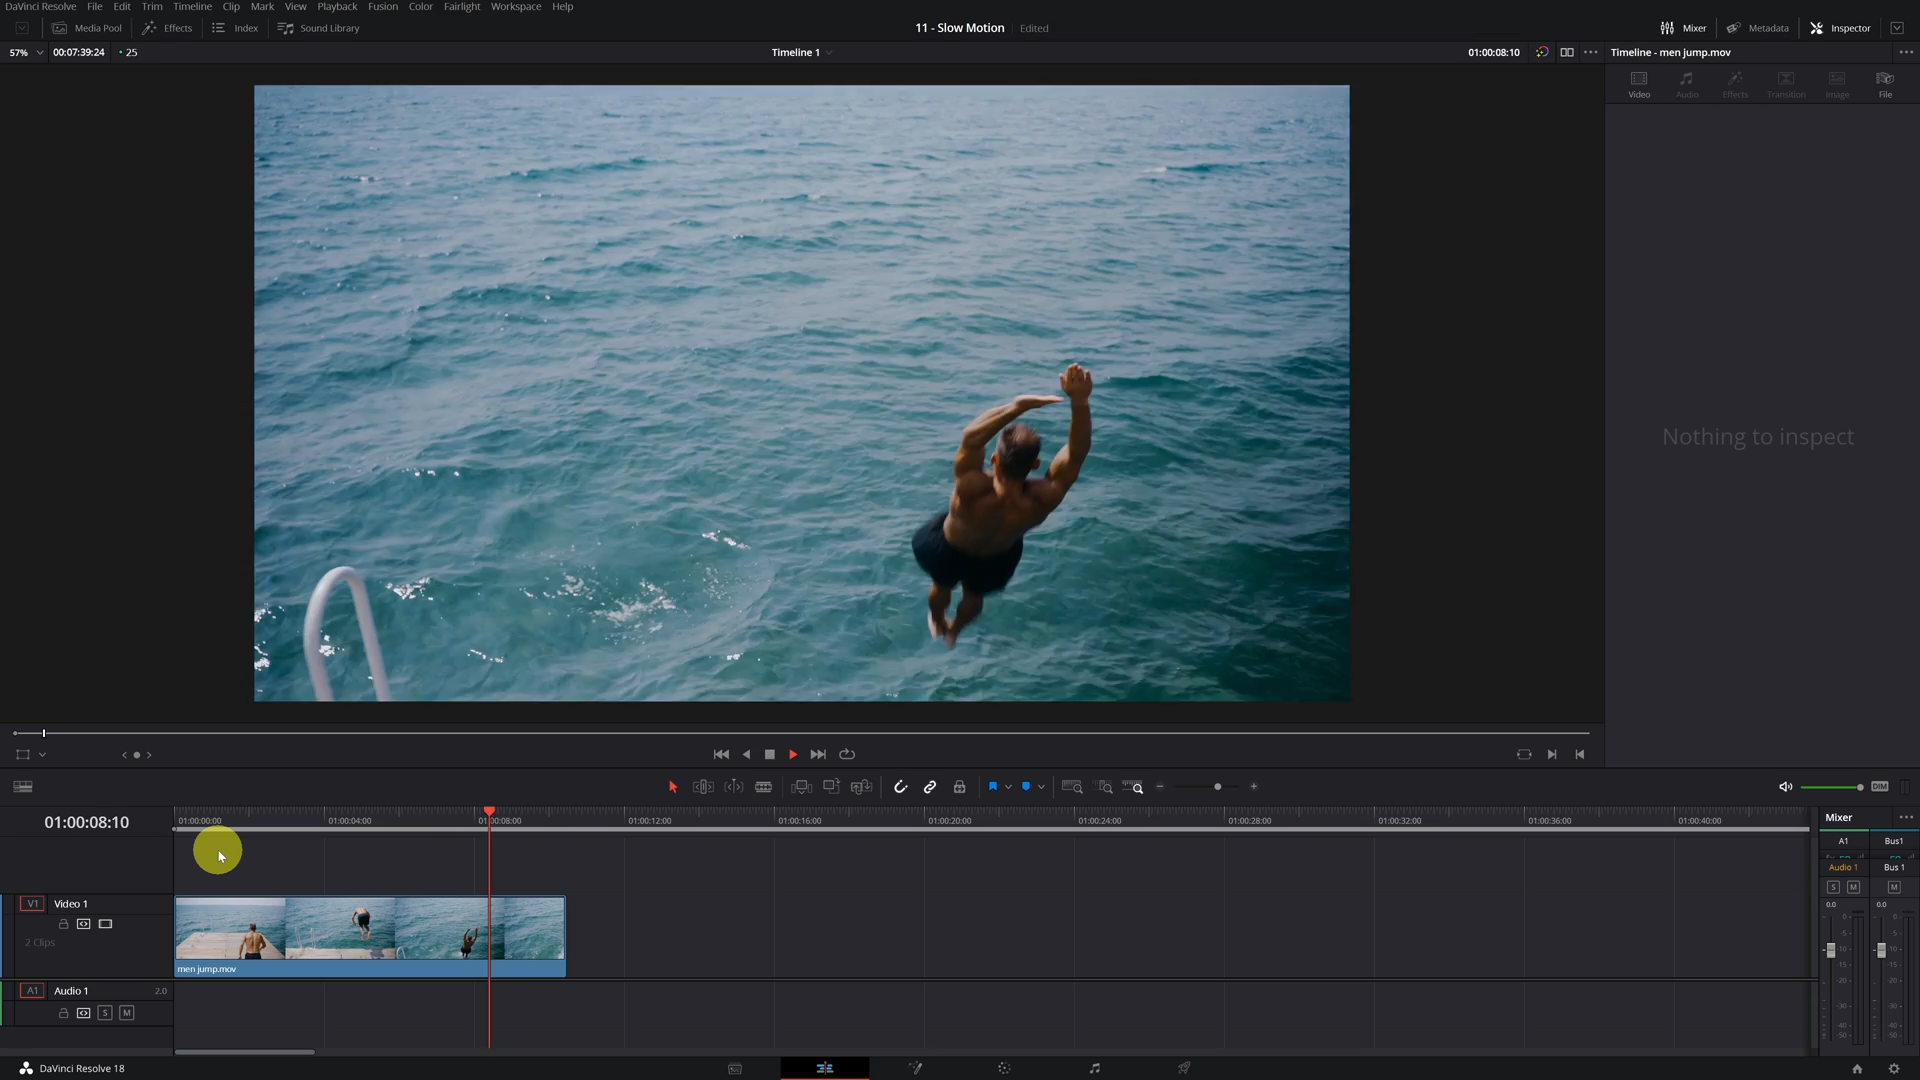 DaVinci Resolve File Edit Trim Timeline Clip Mark View Playback Fusion Color Fairlight Workspace Help
Media Pool Effects Index Sound Library 11 - Slow Motion Edited Mixer Metadata Inspector
57% 00:07:39:24 25 Timeline 1 01:00:08:10 Timeline - men jump.mov
Video Audio Effects Transition Image File
Nothing to inspect
DIM
01:00:08:10 01:00:00:00 01:00:04:00 01:00:08:00 01:00:12:00 01:00:16:00 01:00:20:00 01:00:24:00 01:00:28:00 01:00:32:00 01:00:36:00 01:00:40:00 Mixer
A1 Bus1
Audio 1 Bus 1
S M M
0.0 0.0
V1 Video 1
2 Clips
men jump.mov
A1 Audio 1 2.0
S M
DaVinci Resolve 18